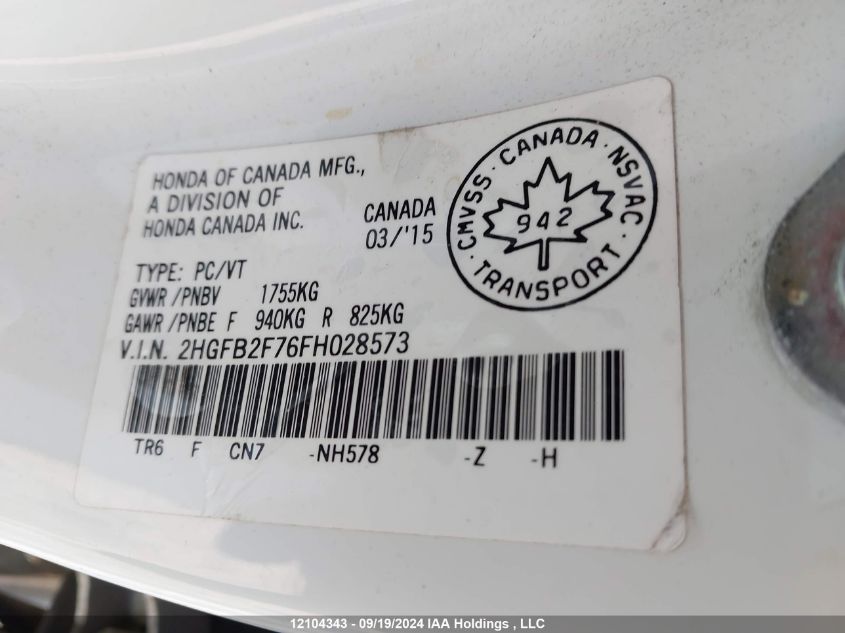 HONDA OF CANADA MFG.,
A DIVISION OF
HONDA CANADA INC.
CANADA
03/'15
CMVSS · CANADA · NSVAC · TRANSPORT ·
942
TYPE: PC/VT
GVWR/PNBV 1755KG
GAWR/PNBE F 940KG R 825KG
V.I.N. 2HGFB2F76FH028573
TR6 F CN7 -NH578 -Z -H
12104343 - 09/19/2024 IAA Holdings , LLC